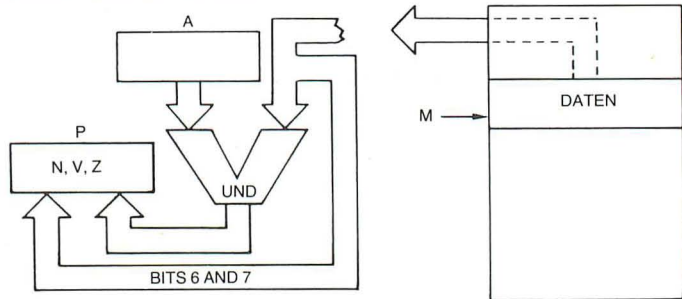 A
P
N, V, Z
UND
BITS 6 AND 7
M
DATEN